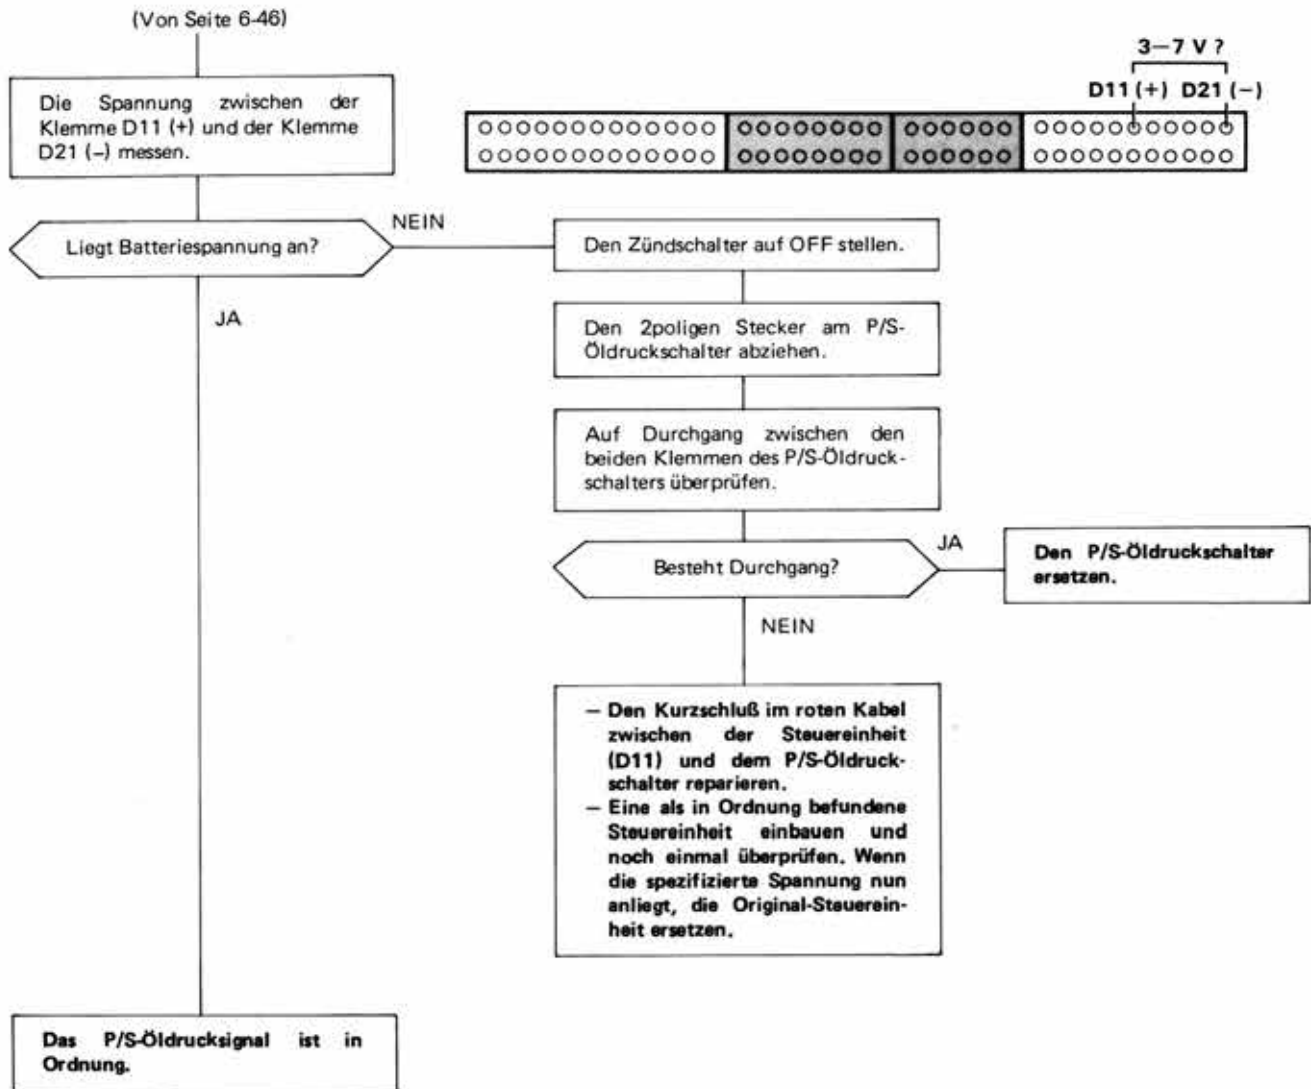 (Von Seite 6-46)
3—7 V ?
D11 (+) D21 (−)
Die Spannung zwischen der
Klemme D11 (+) und der Klemme
D21 (−) messen.
Liegt Batteriespannung an?
NEIN
JA
Den Zündschalter auf OFF stellen.
Den 2poligen Stecker am P/S-
Öldruckschalter abziehen.
Auf Durchgang zwischen den
beiden Klemmen des P/S-Öldruck-
schalters überprüfen.
Besteht Durchgang?
JA
Den P/S-Öldruckschalter
ersetzen.
NEIN
— Den Kurzschluß im roten Kabel
zwischen der Steuereinheit
(D11) und dem P/S-Öldruck-
schalter reparieren.
— Eine als in Ordnung befundene
Steuereinheit einbauen und
noch einmal überprüfen. Wenn
die spezifizierte Spannung nun
anliegt, die Original-Steuerein-
heit ersetzen.
Das P/S-Öldrucksignal ist in
Ordnung.